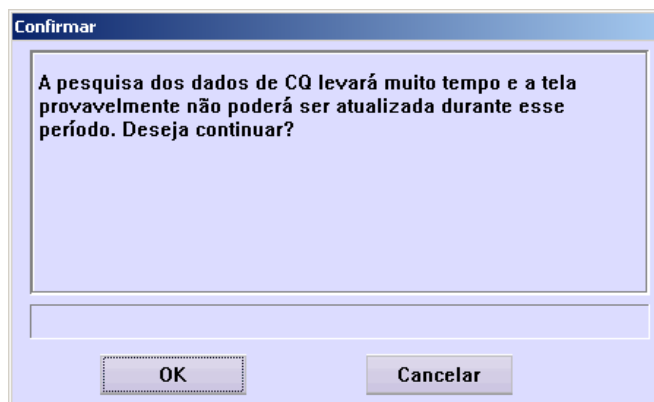 Confirmar
A pesquisa dos dados de CQ levará muito tempo e a tela
provavelmente não poderá ser atualizada durante esse
período. Deseja continuar?
OK
Cancelar